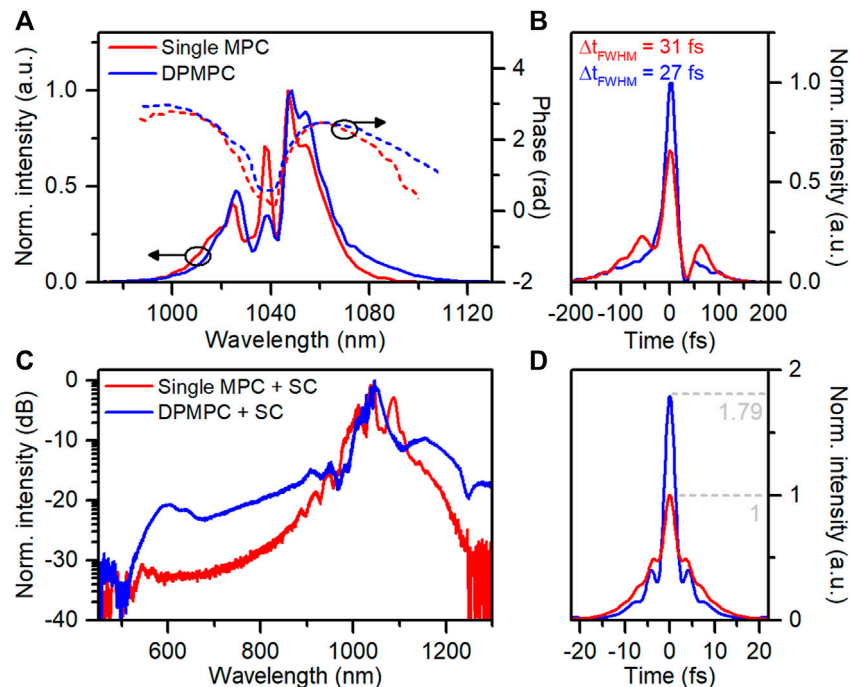 A
Single MPC
DPMPC
Norm. intensity (a.u.)
1.0
0.5
0.0
1000
1040
1080
1120
Wavelength (nm)
4
2
0
-2
Phase (rad)
B
ΔtFWHM = 31 fs
ΔtFWHM = 27 fs
1.0
0.5
0.0
Norm. intensity (a.u.)
-200
-100
0
100
200
Time (fs)
C
Single MPC + SC
DPMPC + SC
Norm. intensity (dB)
0
-10
-20
-30
-40
600
800
1000
1200
Wavelength (nm)
D
1.79
1
2
1
0
Norm. intensity (a.u.)
-20
-10
0
10
20
Time (fs)